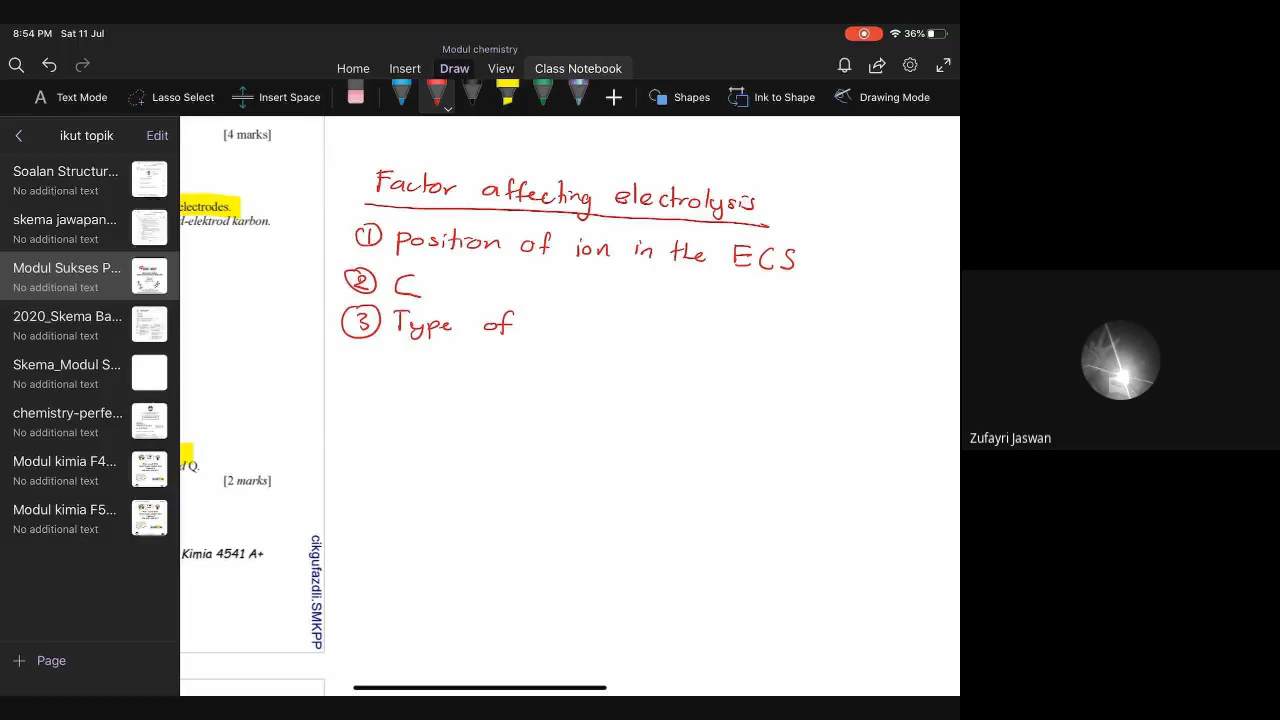 8:54 PM Sat 11 Jul
36%
Modul chemistry
Home Insert Draw View Class Notebook
Text Mode Lasso Select Insert Space Shapes Ink to Shape Drawing Mode
ikut topik Edit
Soalan Structur...
No additional text
skema jawapan...
No additional text
Modul Sukses P...
No additional text
2020_Skema Ba...
No additional text
Skema_Modul S...
No additional text
chemistry-perfe...
No additional text
Modul kimia F4...
No additional text
Modul kimia F5...
No additional text
Page
[4 marks]
electrodes.
d-elektrod karbon.
d Q.
[2 marks]
Kimia 4541 A+
cikgufazdli.SMKPP
Factor affecting electrolysis
1 position of ion in the ECS
2 C
3 Type of
Zufayri Jaswan